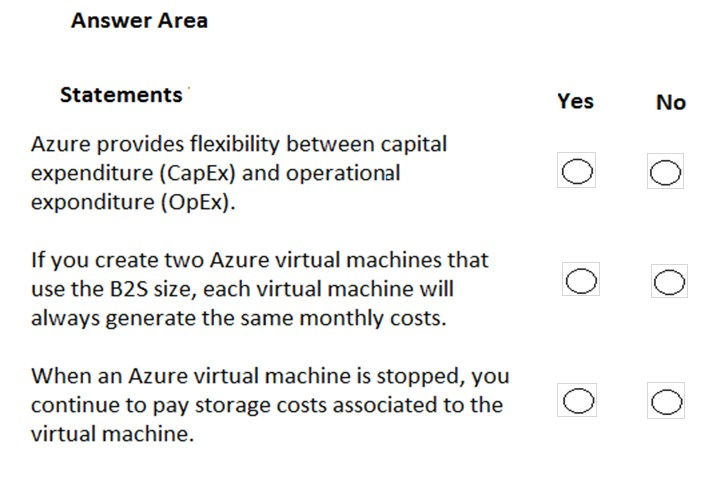 Answer Area
Statements
Yes
No
Azure provides flexibility between capital
expenditure (CapEx) and operational
exponditure (OpEx).
If you create two Azure virtual machines that
use the B2S size, each virtual machine will
always generate the same monthly costs.
When an Azure virtual machine is stopped, you
continue to pay storage costs associated to the
virtual machine.